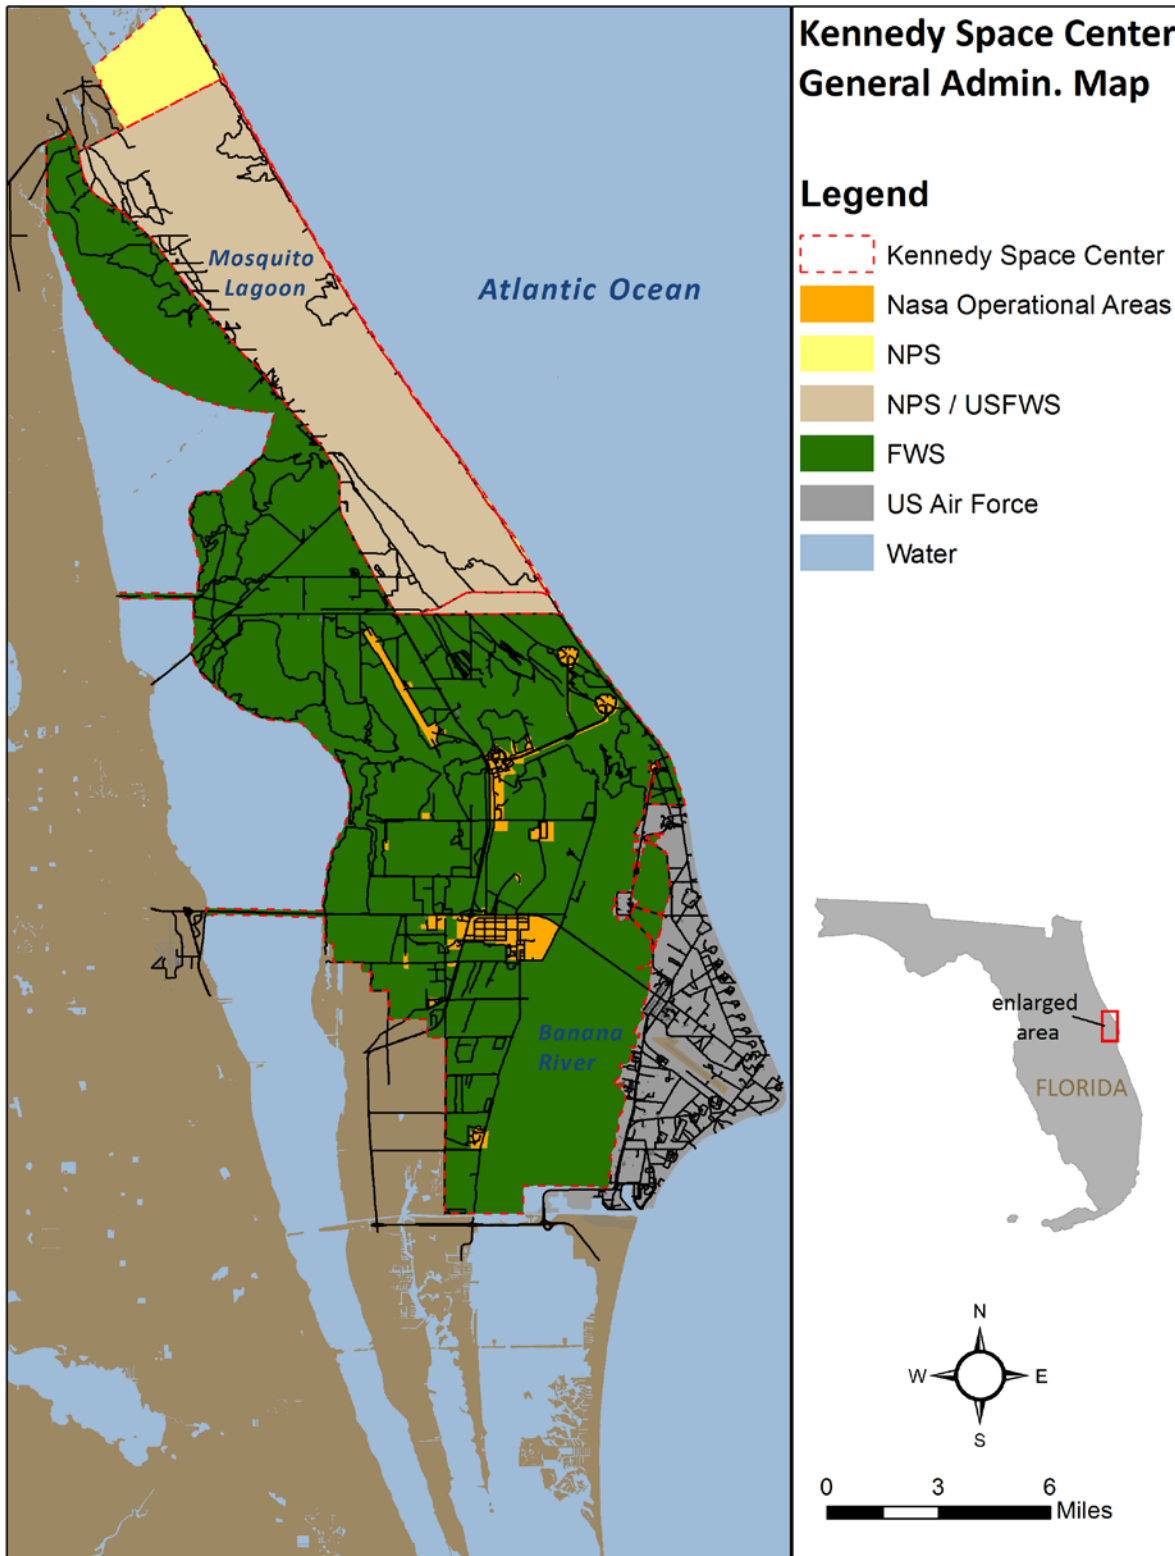 Kennedy Space Center
General Admin. Map
Legend
Kennedy Space Center
Nasa Operational Areas
NPS
NPS / USFWS
FWS
US Air Force
Water
Mosquito
Lagoon
Atlantic Ocean
Banana
River
enlarged
area
FLORIDA
N
W
E
S
0
3
6
Miles